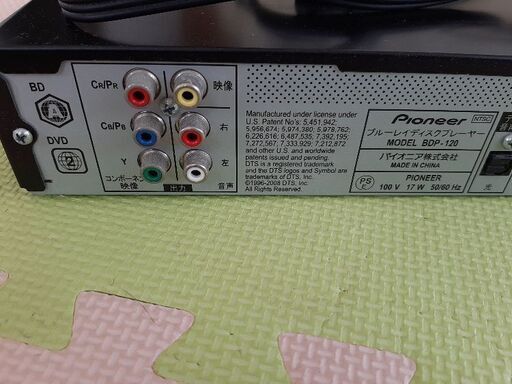 BD
A
DVD
2
CR/PR
映像
CB/PB
右
Y
左
コンポーネント
映像
出力
音声
Manufactured under license under
U.S. Patent No's: 5,451,942;
5,956,674; 5,974,380; 5,978,762;
6,226,616; 6,487,535; 7,392,195;
7,272,567; 7,333,929; 7,212,872
and other U.S. and worldwide
patents issued and pending.
DTS is a registered trademark
and the DTS logos and Symbol are
trademarks of DTS, Inc.
©1996-2008 DTS, Inc.
Pioneer
NTSC
ブルーレイディスクプレーヤー
MODEL BDP-120
パイオニア株式会社
MADE IN CHINA
PS
PIONEER
100 V 17 W 50/60 Hz
光